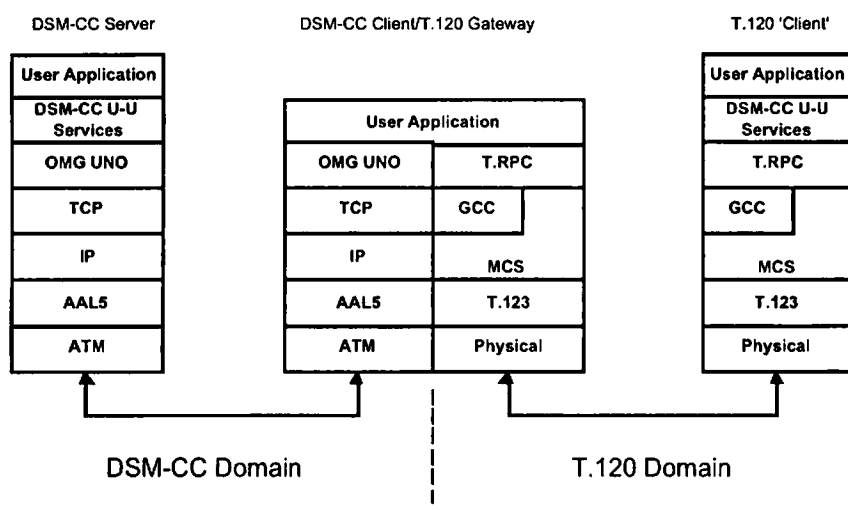 DSM-CC Server
DSM-CC Client/T.120 Gateway
T.120 'Client'
User Application
DSM-CC U-U
Services
OMG UNO
TCP
IP
AAL5
ATM
User Application
OMG UNO
TCP
IP
AAL5
ATM
T.RPC
GCC
MCS
T.123
Physical
User Application
DSM-CC U-U
Services
T.RPC
GCC
MCS
T.123
Physical
DSM-CC Domain
T.120 Domain